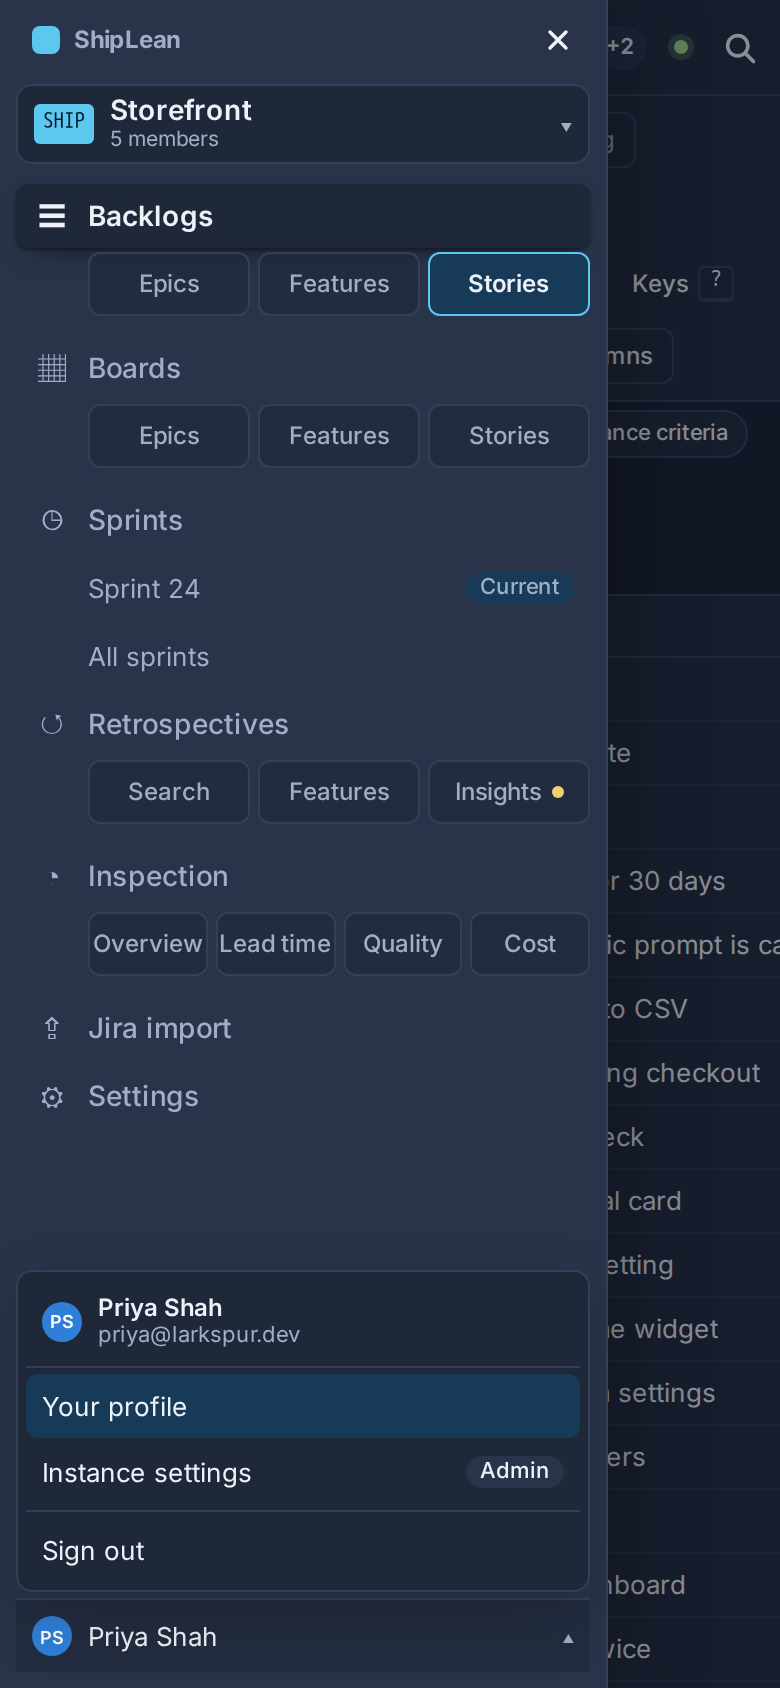 ShipLean
+2
SHIP
Storefront
5 members
Backlogs
Epics
Features
Stories
Keys ?
Boards
mns
Epics
Features
Stories
ance criteria
Sprints
Sprint 24
Current
All sprints
Retrospectives
te
Search
Features
Insights
Inspection
r 30 days
Overview
Lead time
Quality
Cost
ic prompt is ca
to CSV
Jira import
Settings
ng checkout
eck
al card
etting
Priya Shah
PS
priya@larkspur.dev
e widget
Your profile
settings
Instance settings
Admin
ers
Sign out
nboard
PS
Priya Shah
vice